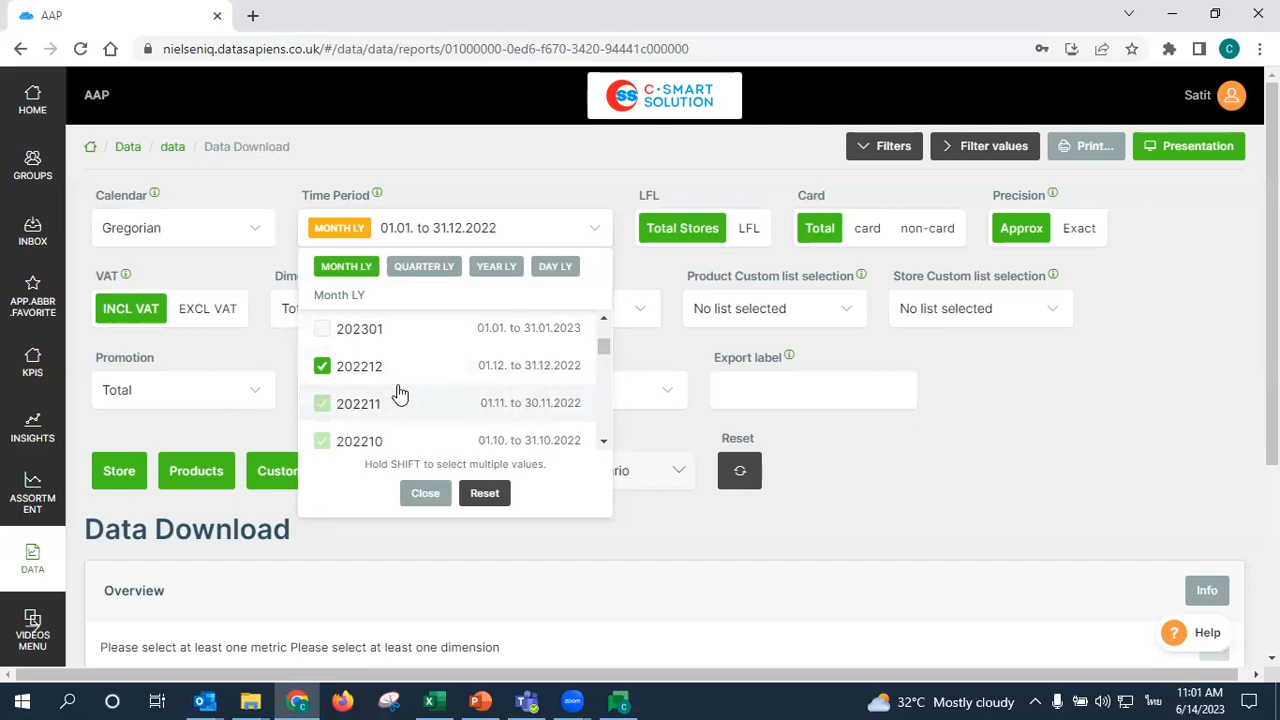 AAP
nielseniq.datasapiens.co.uk/#/data/data/reports/01000000-0ed6-f670-3420-94441c000000
C
HOME
GROUPS
INBOX
APP.ABBR
.FAVORITE
KPIS
INSIGHTS
ASSORTM
ENT
DATA
VIDEOS
MENU
AAP
SS C•SMART
SOLUTION
Satit
Data / data / Data Download
Filters
Filter values
Print...
Presentation
Calendar
Time Period
LFL
Card
Precision
Gregorian
MONTH LY 01.01. to 31.12.2022
Total Stores LFL
Total card non-card
Approx Exact
MONTH LY QUARTER LY YEAR LY DAY LY
Month LY
VAT
Product Custom list selection
Store Custom list selection
INCL VAT EXCL VAT
No list selected
No list selected
202301 01.01. to 31.01.2023
202212 01.12. to 31.12.2022
202211 01.11. to 30.11.2022
202210 01.10. to 31.10.2022
Hold SHIFT to select multiple values.
Close Reset
Promotion
Total
Export label
Reset
Store
Products
Data Download
Overview
Info
Please select at least one metric Please select at least one dimension
? Help
32°C Mostly cloudy
ไทย
11:01 AM
6/14/2023